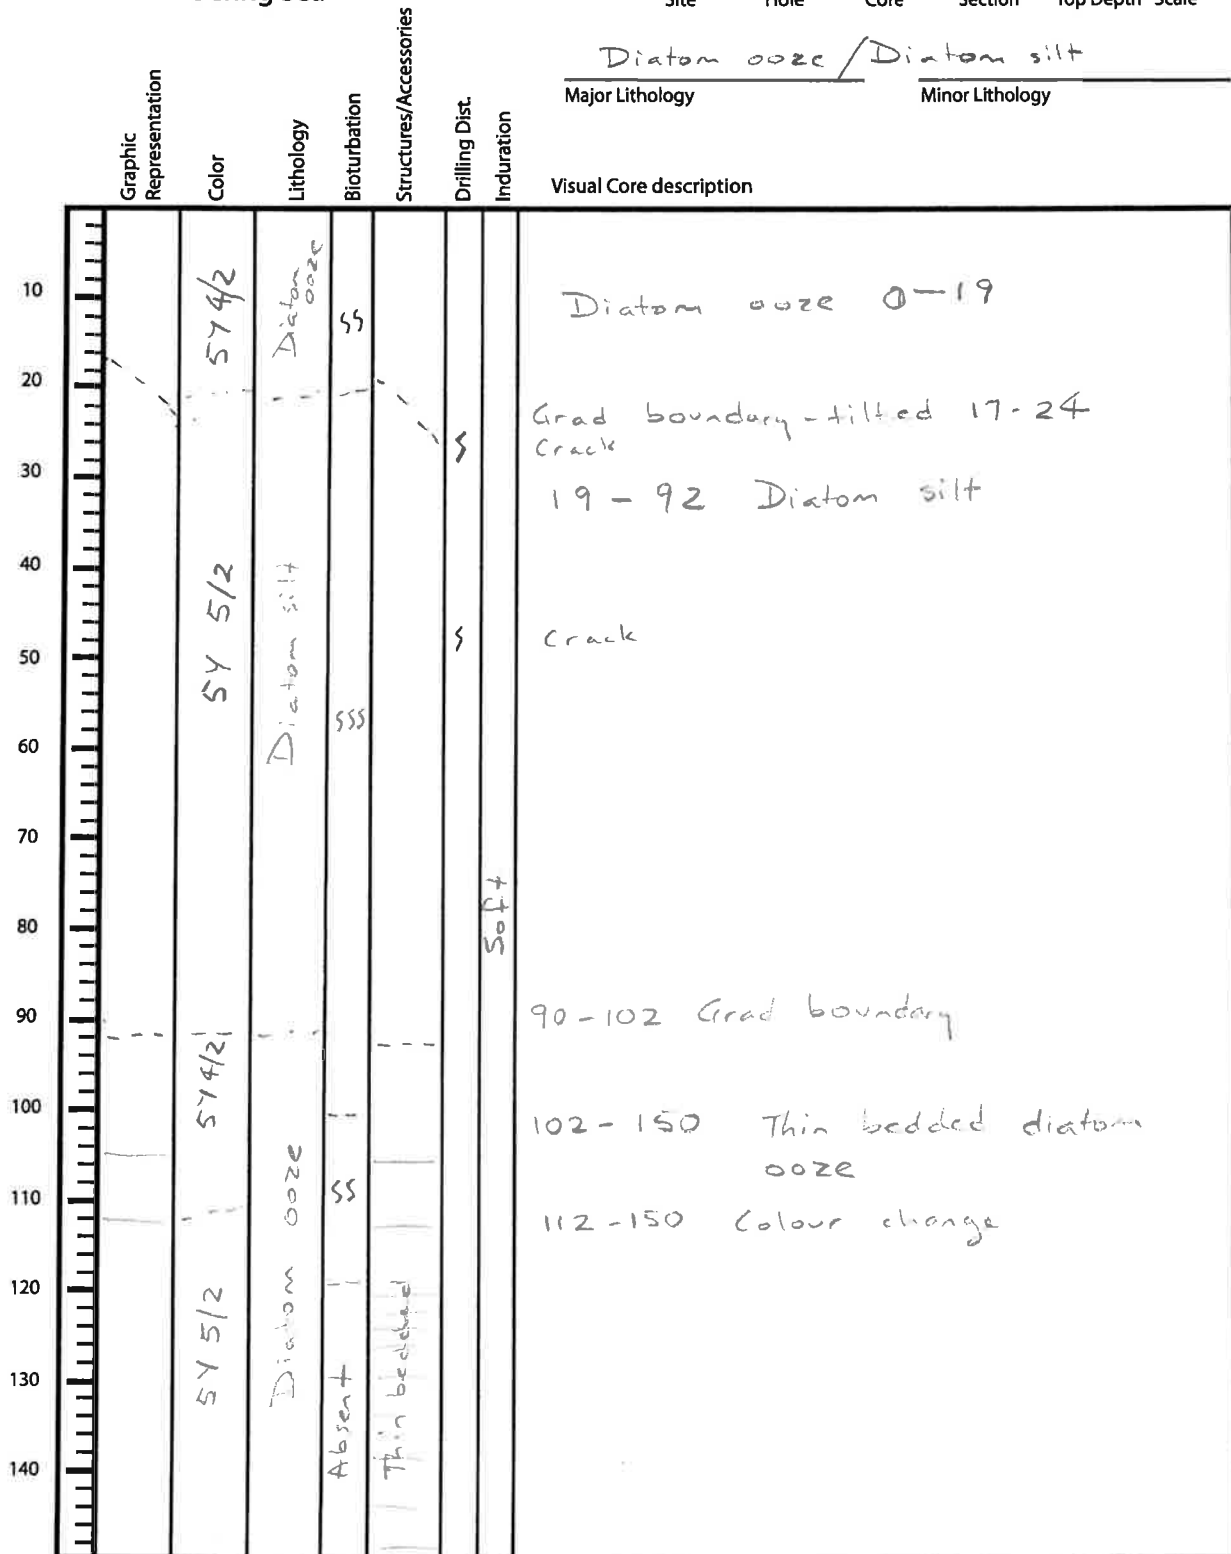 Site Hole Core Section Top Depth Scale
Diatom ooze / Diatom silt
Major Lithology Minor Lithology
Graphic Representation
Color
Lithology
Bioturbation
Structures/Accessories
Drilling Dist.
Induration
Visual Core description
10
20
30
40
50
60
70
80
90
100
110
120
130
140
5Y 4/2
5Y 5/2
5Y 4/2
5Y 5/2
Diatom
ooze
Diatom silt
Diatom ooze
SS
SSS
SS
Absent
Thin bedded
S
S
Soft
Diatom ooze 0-19
Grad boundary - tilted 17-24
Crack
19 - 92 Diatom silt
Crack
90-102 Grad boundary
102-150 Thin bedded diatom
ooze
112-150 Colour change